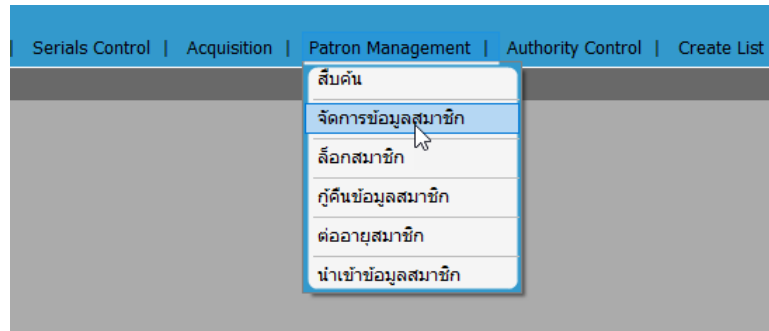 | Serials Control | Acquisition | Patron Management | Authority Control | Create List
สืบค้น
จัดการข้อมูลสมาชิก
ล็อกสมาชิก
กู้คืนข้อมูลสมาชิก
ต่ออายุสมาชิก
นำเข้าข้อมูลสมาชิก